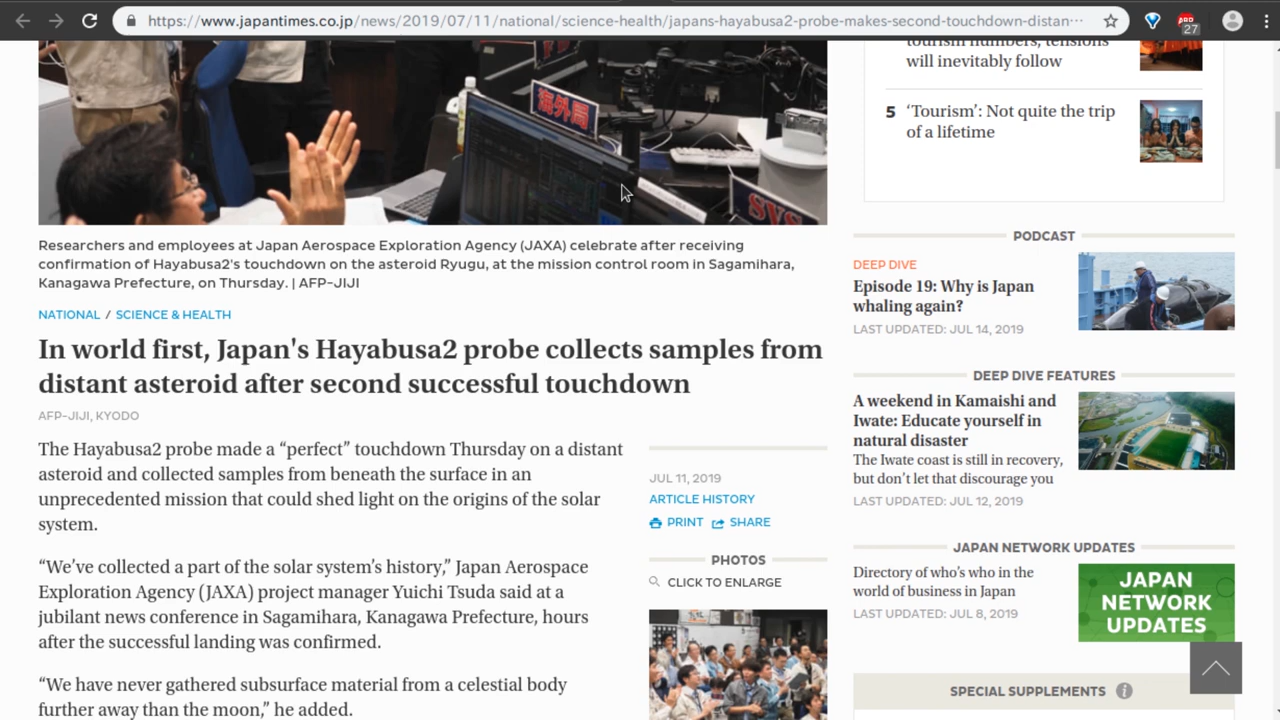 https://www.japantimes.co.jp/news/2019/07/11/national/science-health/japans-hayabusa2-probe-makes-second-touchdown-distan···
27
海外局
SVS
Researchers and employees at Japan Aerospace Exploration Agency (JAXA) celebrate after receiving
confirmation of Hayabusa2's touchdown on the asteroid Ryugu, at the mission control room in Sagamihara,
Kanagawa Prefecture, on Thursday. | AFP-JIJI
NATIONAL / SCIENCE & HEALTH
In world first, Japan's Hayabusa2 probe collects samples from
distant asteroid after second successful touchdown
AFP-JIJI, KYODO
The Hayabusa2 probe made a “perfect” touchdown Thursday on a distant
asteroid and collected samples from beneath the surface in an
unprecedented mission that could shed light on the origins of the solar
system.
“We’ve collected a part of the solar system’s history,” Japan Aerospace
Exploration Agency (JAXA) project manager Yuichi Tsuda said at a
jubilant news conference in Sagamihara, Kanagawa Prefecture, hours
after the successful landing was confirmed.
“We have never gathered subsurface material from a celestial body
further away than the moon,” he added.
JUL 11, 2019
ARTICLE HISTORY
PRINT SHARE
PHOTOS
CLICK TO ENLARGE
tourism numbers, tensions
will inevitably follow
5 ‘Tourism’: Not quite the trip
of a lifetime
PODCAST
DEEP DIVE
Episode 19: Why is Japan
whaling again?
LAST UPDATED: JUL 14, 2019
DEEP DIVE FEATURES
A weekend in Kamaishi and
Iwate: Educate yourself in
natural disaster
The Iwate coast is still in recovery,
but don’t let that discourage you
LAST UPDATED: JUL 12, 2019
JAPAN NETWORK UPDATES
Directory of who’s who in the
world of business in Japan
LAST UPDATED: JUL 8, 2019
JAPAN
NETWORK
UPDATES
SPECIAL SUPPLEMENTS i